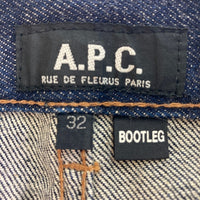 A.P.C.
RUE DE FLEURUS PARIS
32
BOOTLEG